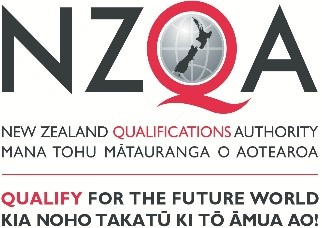 NZQA
NEW ZEALAND QUALIFICATIONS AUTHORITY
MANA TOHU MĀTAURANGA O AOTEAROA
QUALIFY FOR THE FUTURE WORLD
KIA NOHO TAKATŪ KI TŌ ĀMUA AO!